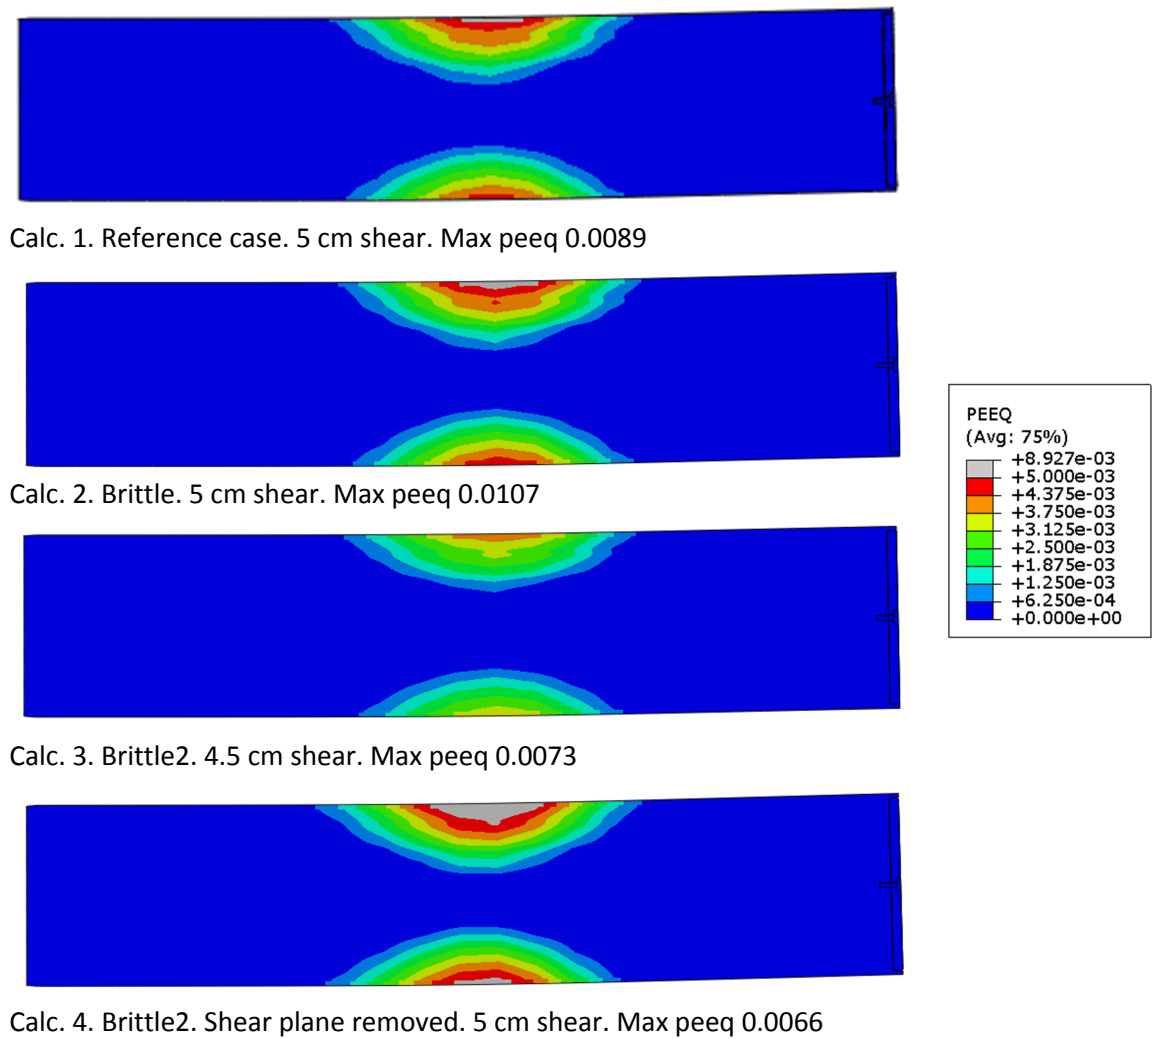 Calc. 1. Reference case. 5 cm shear. Max peeq 0.0089
Calc. 2. Brittle. 5 cm shear. Max peeq 0.0107
PEEQ
(Avg: 75%)
+8.927e-03
+5.000e-03
+4.375e-03
+3.750e-03
+3.125e-03
+2.500e-03
+1.875e-03
+1.250e-03
+6.250e-04
+0.000e+00
Calc. 3. Brittle2. 4.5 cm shear. Max peeq 0.0073
Calc. 4. Brittle2. Shear plane removed. 5 cm shear. Max peeq 0.0066